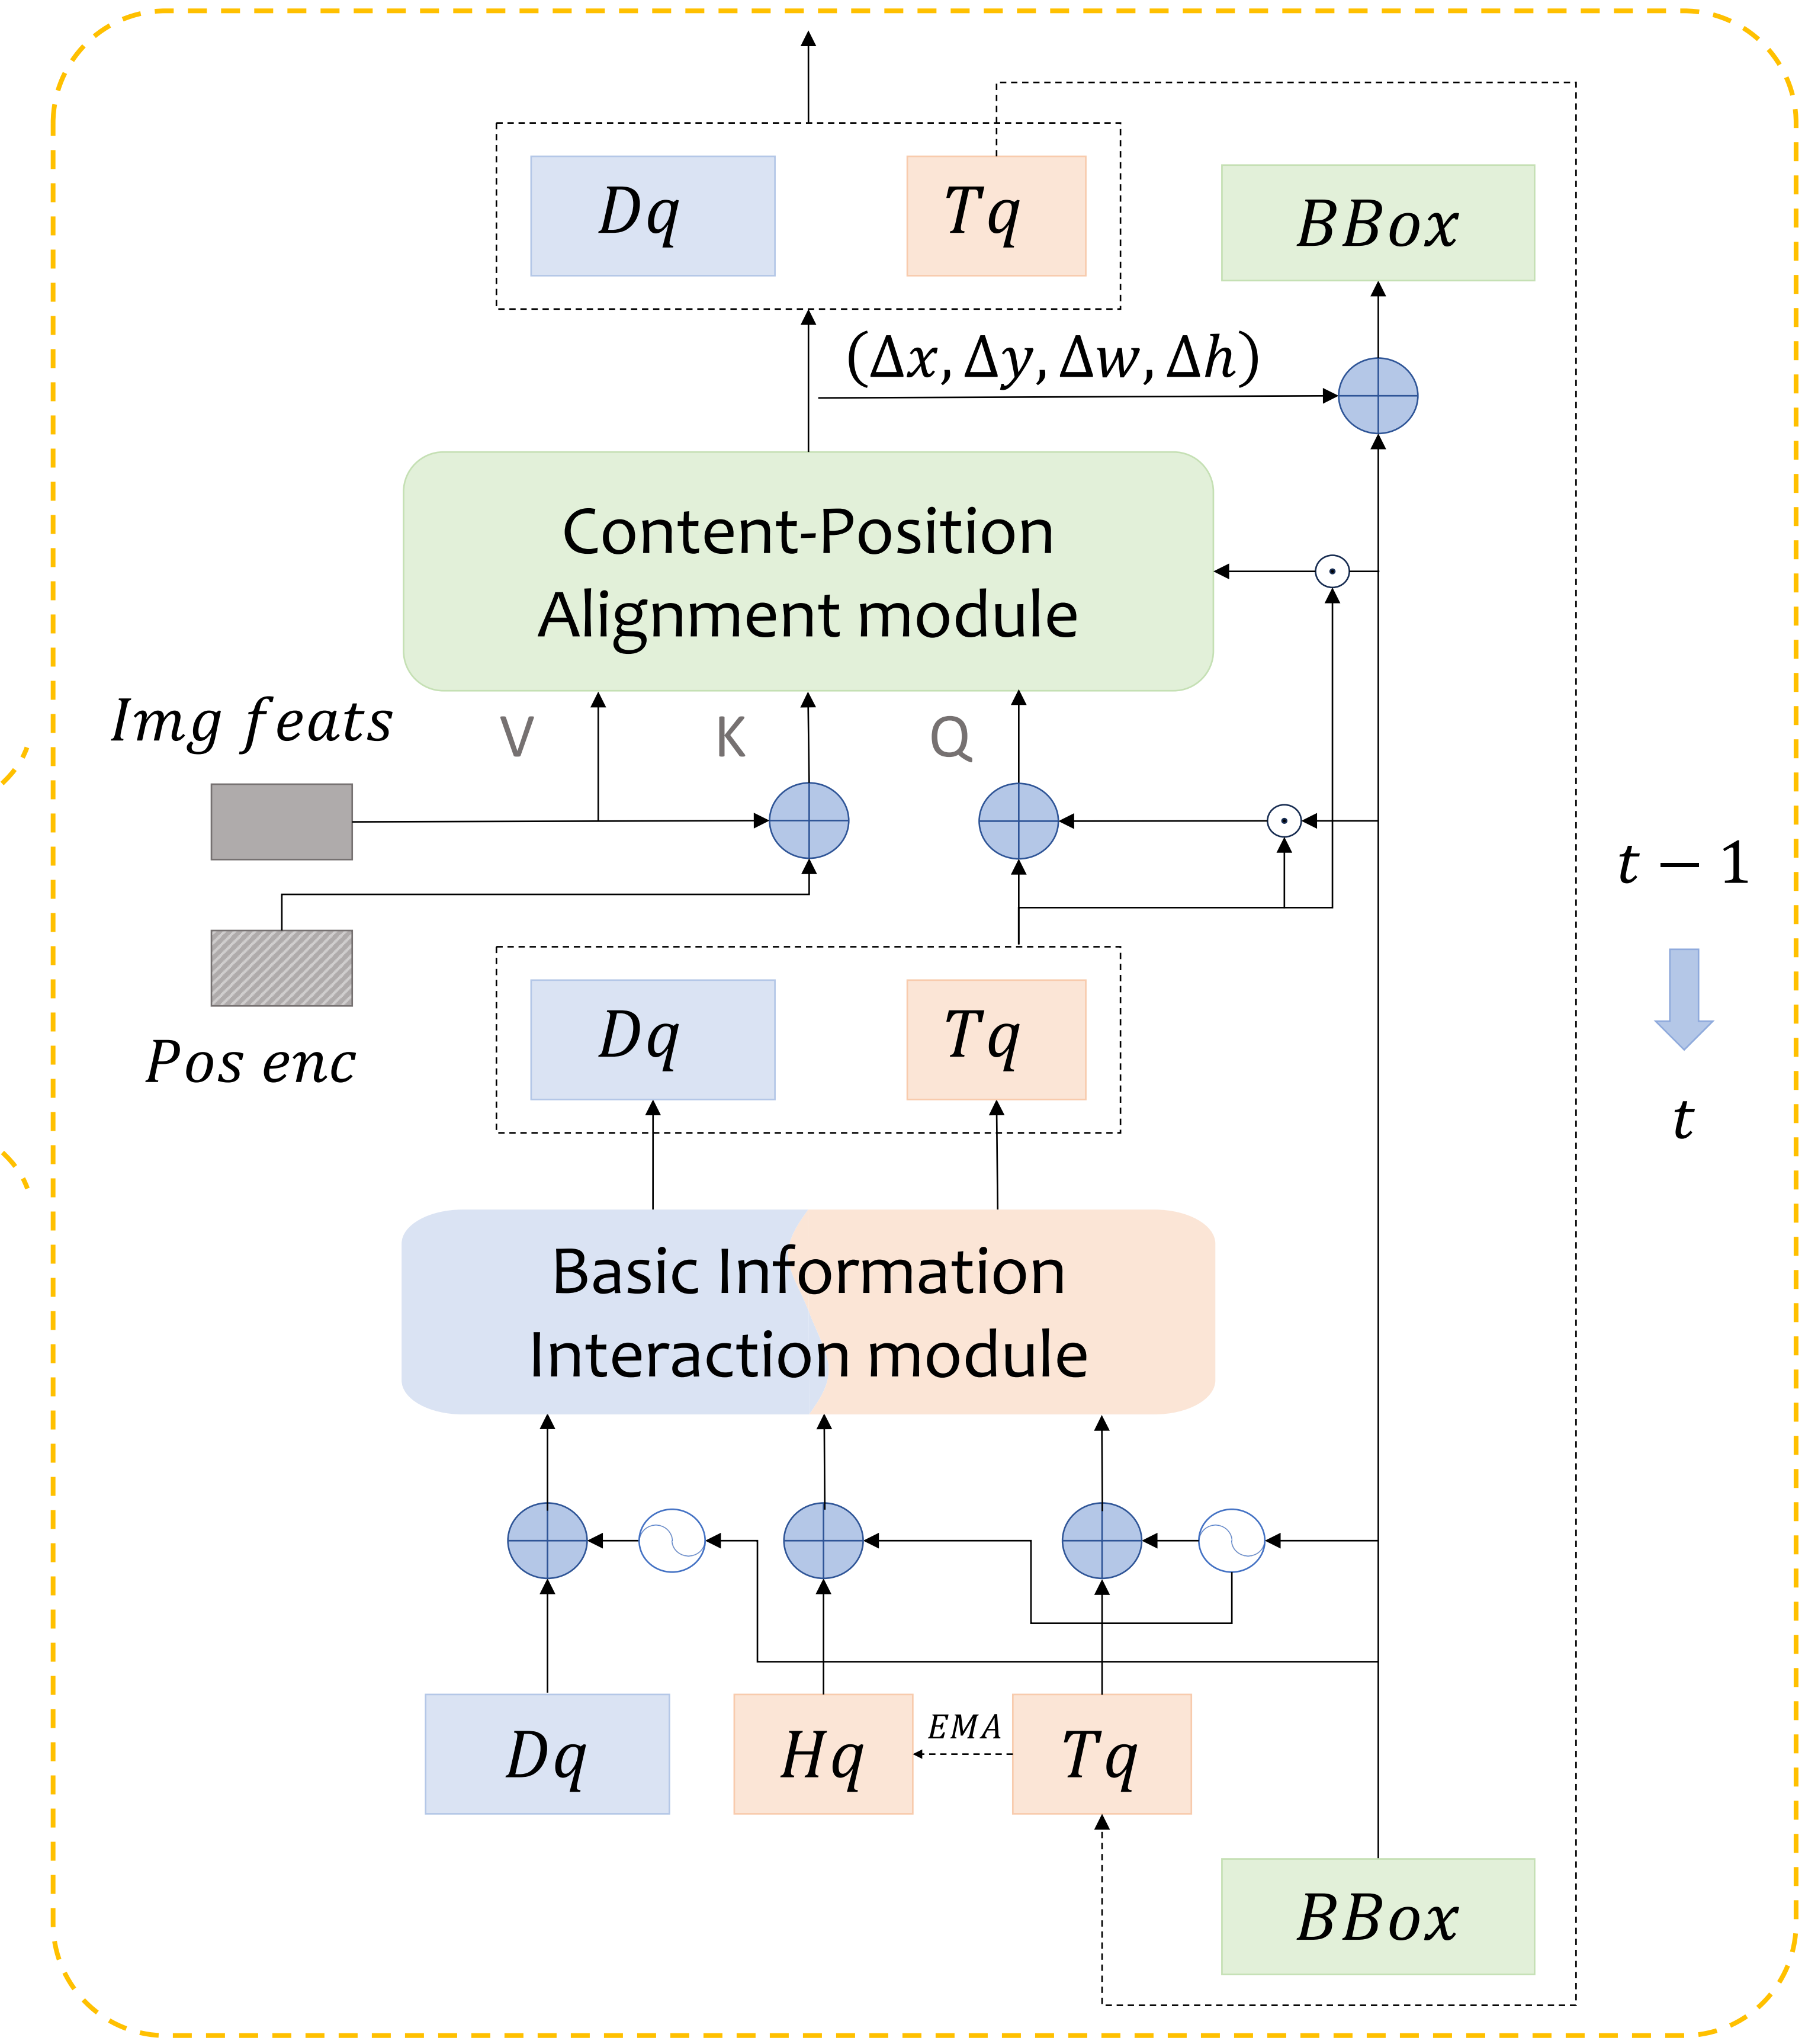 Dq
Tq
BBox
(Δx, Δy, Δw, Δh)
Content-Position
Alignment module
Img feats
V
K
Q
t − 1
Dq
Tq
Pos enc
t
Basic Information
Interaction module
Dq
Hq
EMA
Tq
BBox